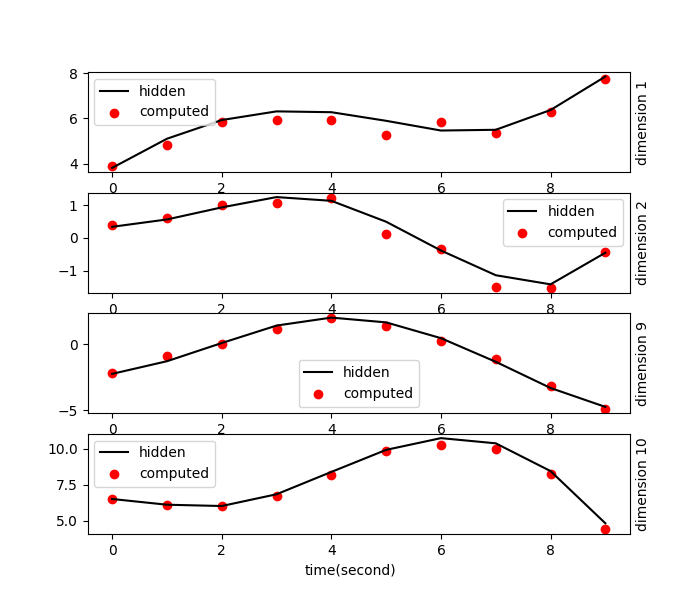 8
6
4
hidden
computed
dimension 1
0
2
4
6
8
1
0
−1
hidden
computed
dimension 2
0
2
4
6
8
0
−5
hidden
computed
dimension 9
0
2
4
6
8
10.0
7.5
5.0
hidden
computed
dimension 10
0
2
4
6
8
time(second)